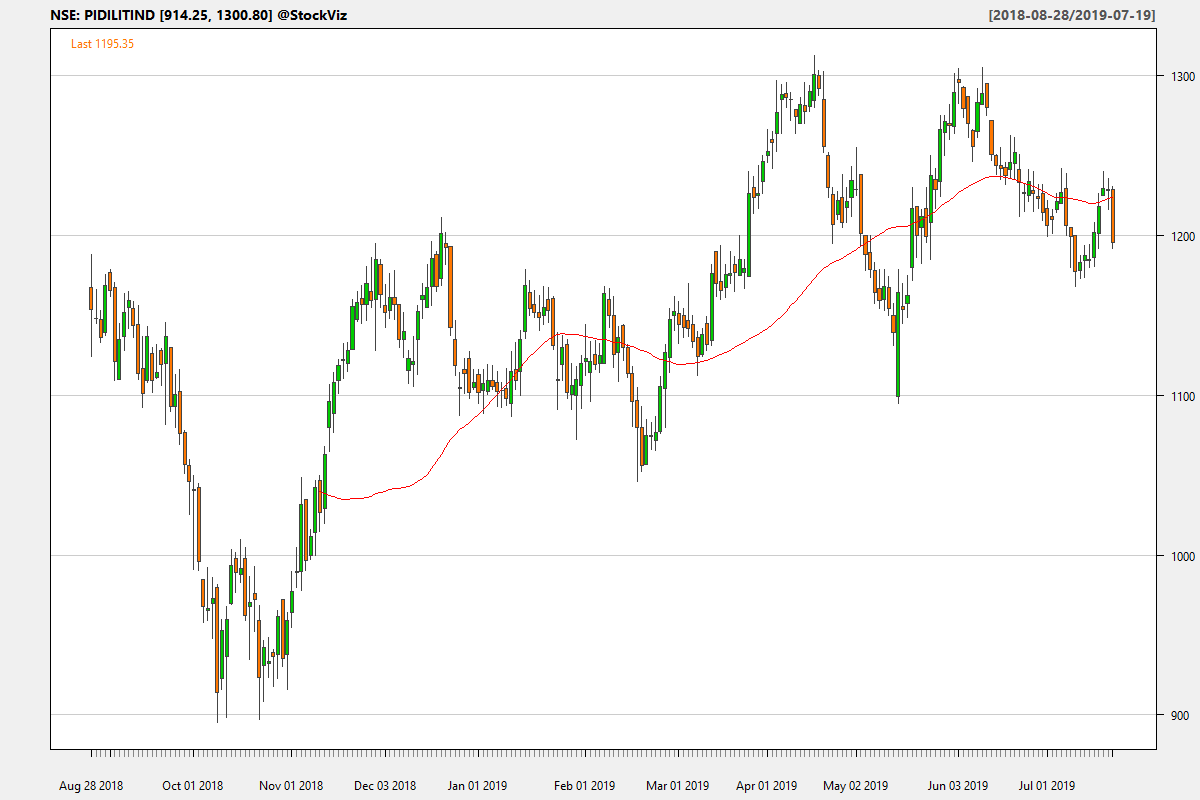 NSE: PIDILITIND [914.25, 1300.80] @StockViz [2018-08-28/2019-07-19]
Last 1195.35
1300
1200
1100
1000
900
Aug 28 2018 Oct 01 2018 Nov 01 2018 Dec 03 2018 Jan 01 2019 Feb 01 2019 Mar 01 2019 Apr 01 2019 May 02 2019 Jun 03 2019 Jul 01 2019